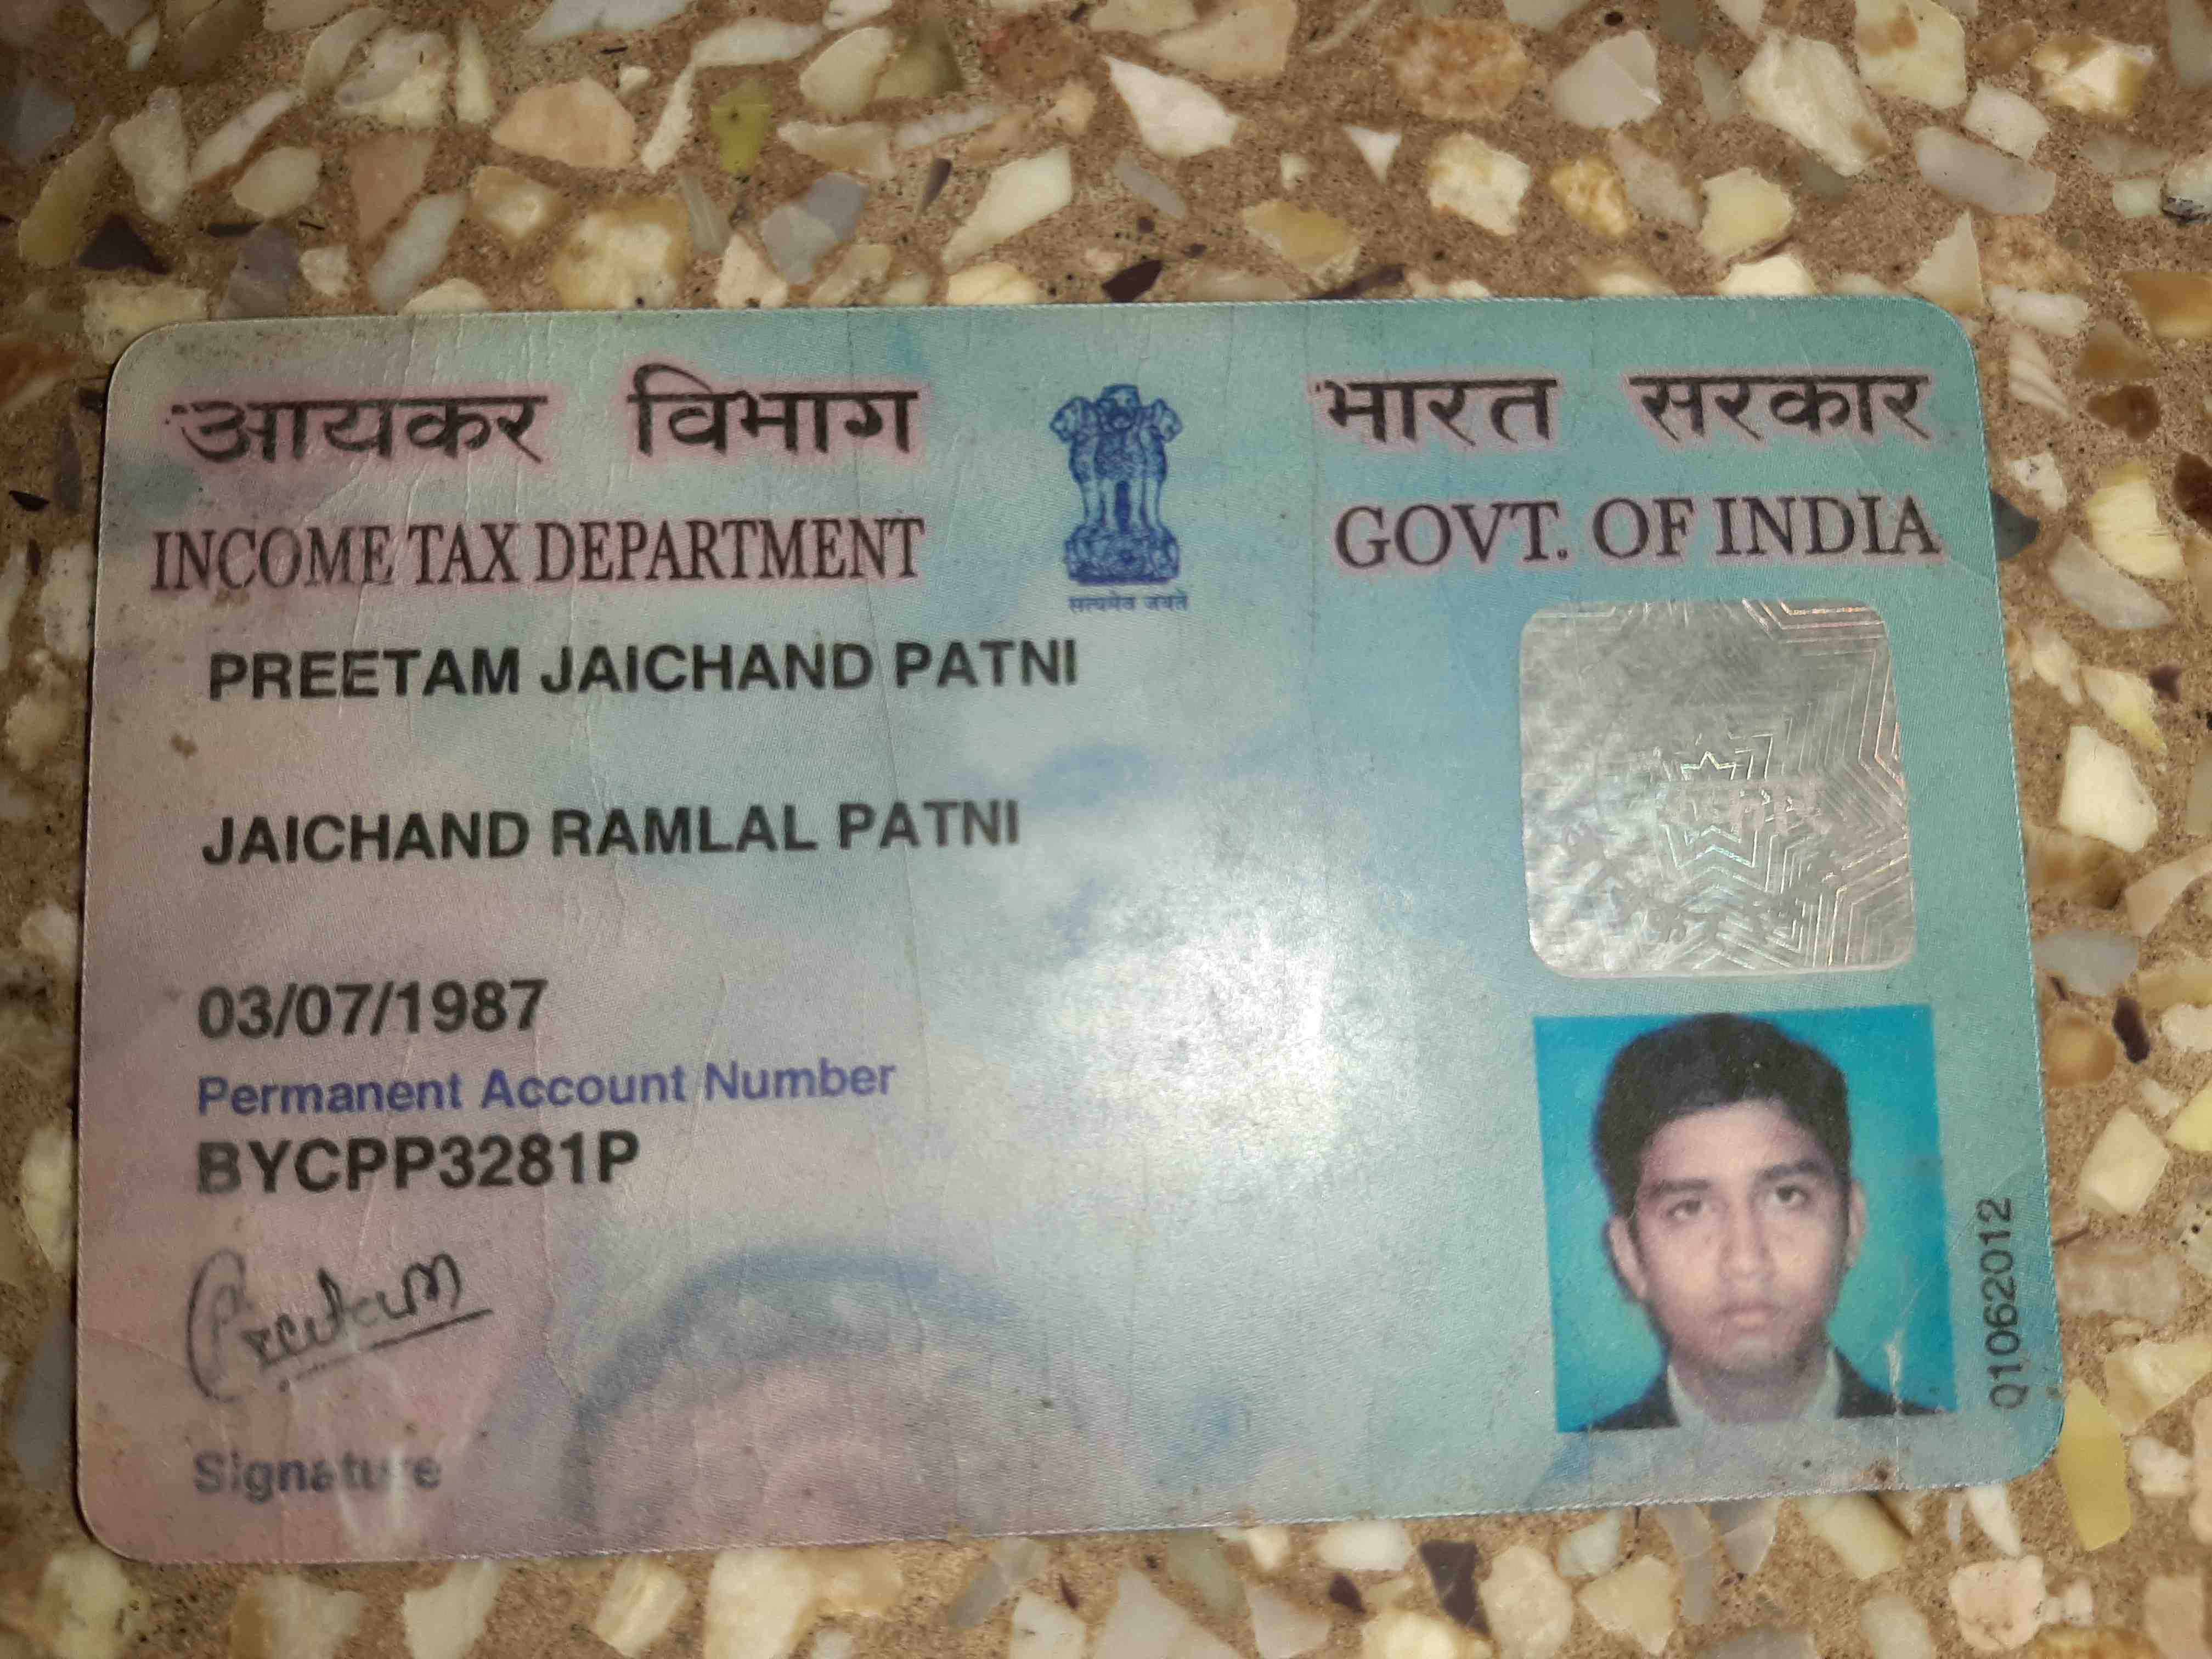 आयकर विभाग
INCOME TAX DEPARTMENT
सत्यमेव जयते
भारत सरकार
GOVT. OF INDIA
PREETAM JAICHAND PATNI
JAICHAND RAMLAL PATNI
03/07/1987
Permanent Account Number
BYCPP3281P
Preetam
Signature
Q1062012